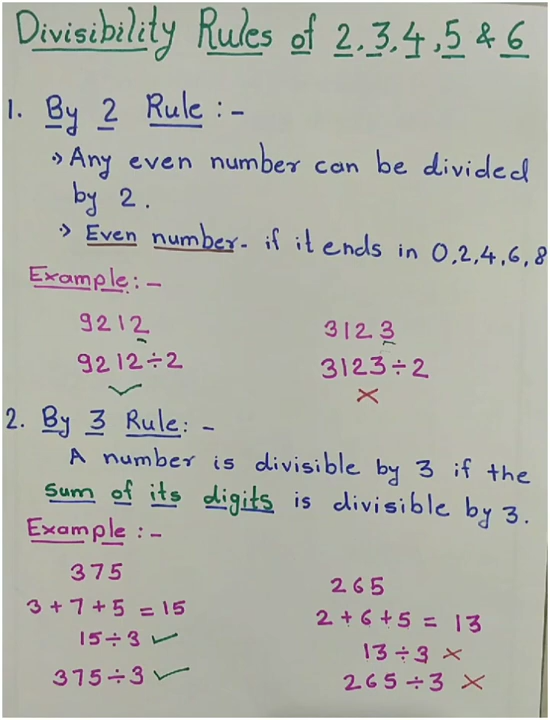 Divisibility Rules of 2, 3, 4, 5 & 6
1. By 2 Rule :-
→ Any even number can be divided
by 2.
→ Even number- if it ends in 0,2,4,6,8
Example :-
9212 3123
9212÷2 3123÷2
✓ ×
2. By 3 Rule: -
A number is divisible by 3 if the
sum of its digits is divisible by 3.
Example :-
375 265
3+7+5 = 15 2+6+5 = 13
15÷3 ✓ 13÷3 ×
375÷3 ✓ 265÷3 ×